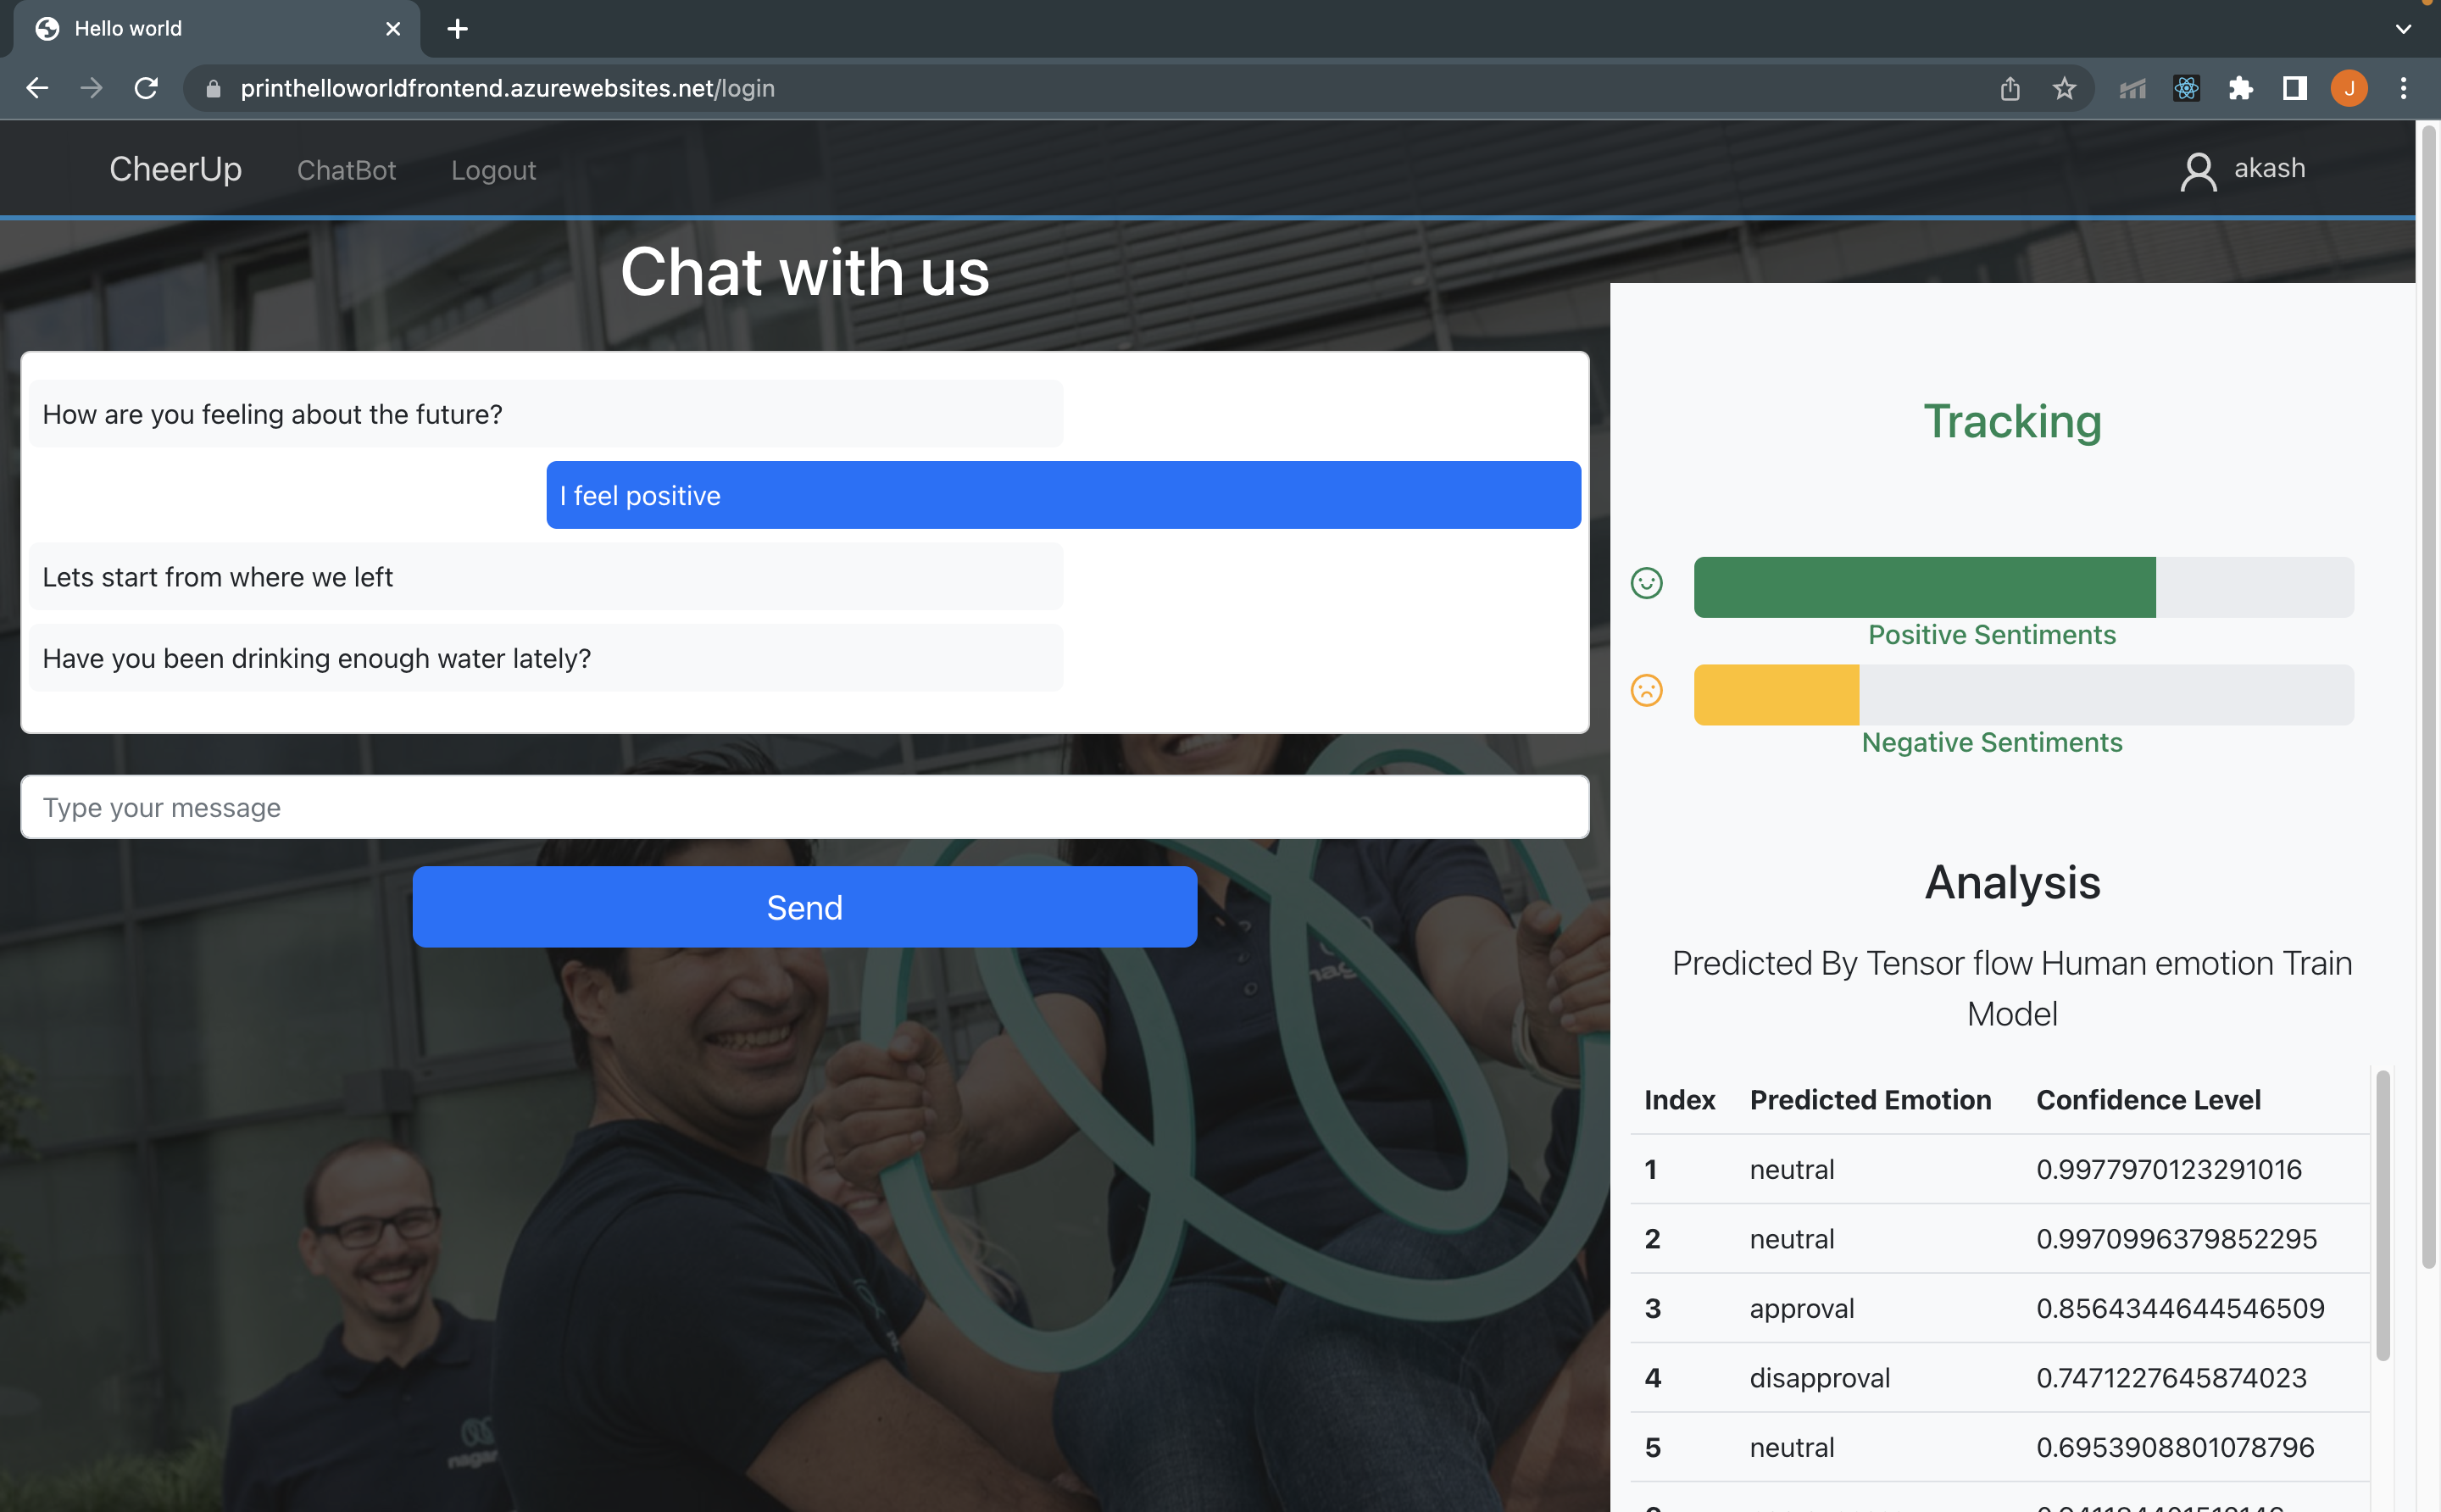 Hello world
printhelloworldfrontend.azurewebsites.net/login
J
CheerUp
ChatBot
Logout
akash
Chat with us
How are you feeling about the future?
I feel positive
Lets start from where we left
Have you been drinking enough water lately?
Type your message
Send
Tracking
Positive Sentiments
Negative Sentiments
Analysis
Predicted By Tensor flow Human emotion Train
Model
Index Predicted Emotion Confidence Level
1 neutral 0.9977970123291016
2 neutral 0.9970996379852295
3 approval 0.8564344644546509
4 disapproval 0.7471227645874023
5 neutral 0.6953908801078796